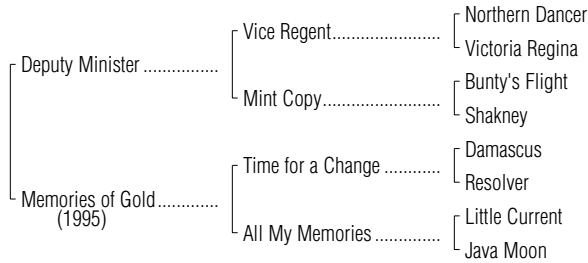 Northern Dancer
Vice Regent................
Victoria Regina
Deputy Minister ...............
Bunty's Flight
Mint Copy..................
Shakney
Damascus
Time for a Change ............
Resolver
Memories of Gold............
(1995)
Little Current
All My Memories .............
Java Moon